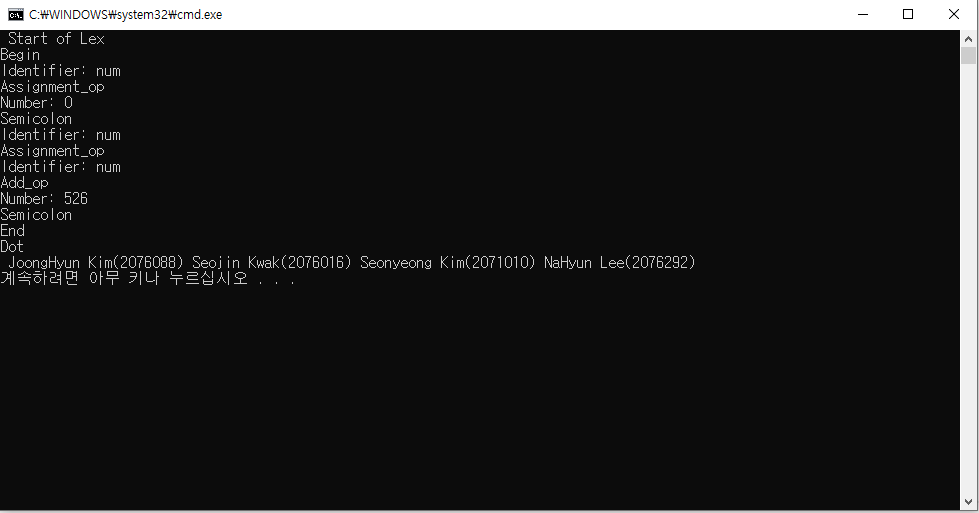 C:₩WINDOWS₩system32₩cmd.exe
Start of Lex
Begin
Identifier: num
Assignment_op
Number: 0
Semicolon
Identifier: num
Assignment_op
Identifier: num
Add_op
Number: 526
Semicolon
End
Dot
JoongHyun Kim(2076088) Seojin Kwak(2076016) Seonyeong Kim(2071010) NaHyun Lee(2076292)
계속하려면 아무 키나 누르십시오 . . .